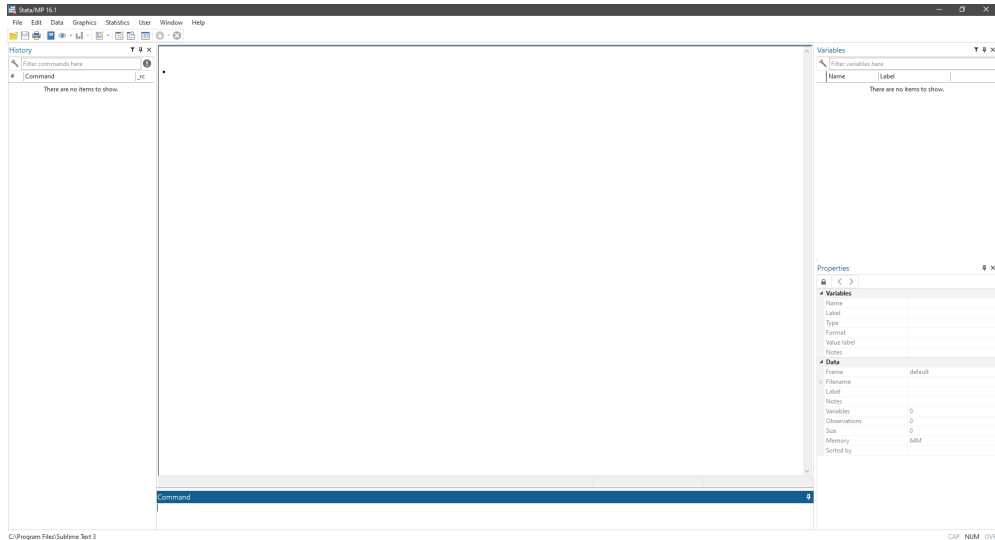 Stata/MP 16.1
File Edit Data Graphics Statistics User Window Help
History
Filter commands here
# Command _rc
There are no items to show.
.
Command
Variables
Filter variables here
Name Label
There are no items to show.
Properties
Variables
Name
Label
Type
Format
Value label
Notes
Data
Frame default
Filename
Label
Notes
Variables 0
Observations 0
Size 0
Memory 64M
Sorted by
C:\Program Files\Sublime Text 3
CAP NUM OVR